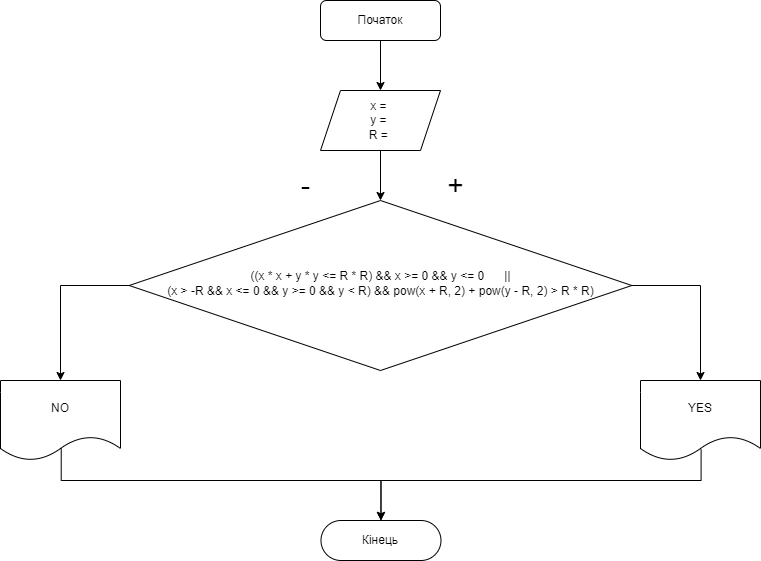 Початок
x =
y =
R =
- +
((x * x + y * y <= R * R) && x >= 0 && y <= 0 ||
(x > -R && x <= 0 && y >= 0 && y < R) && pow(x + R, 2) + pow(y - R, 2) > R * R)
NO
YES
Кінець